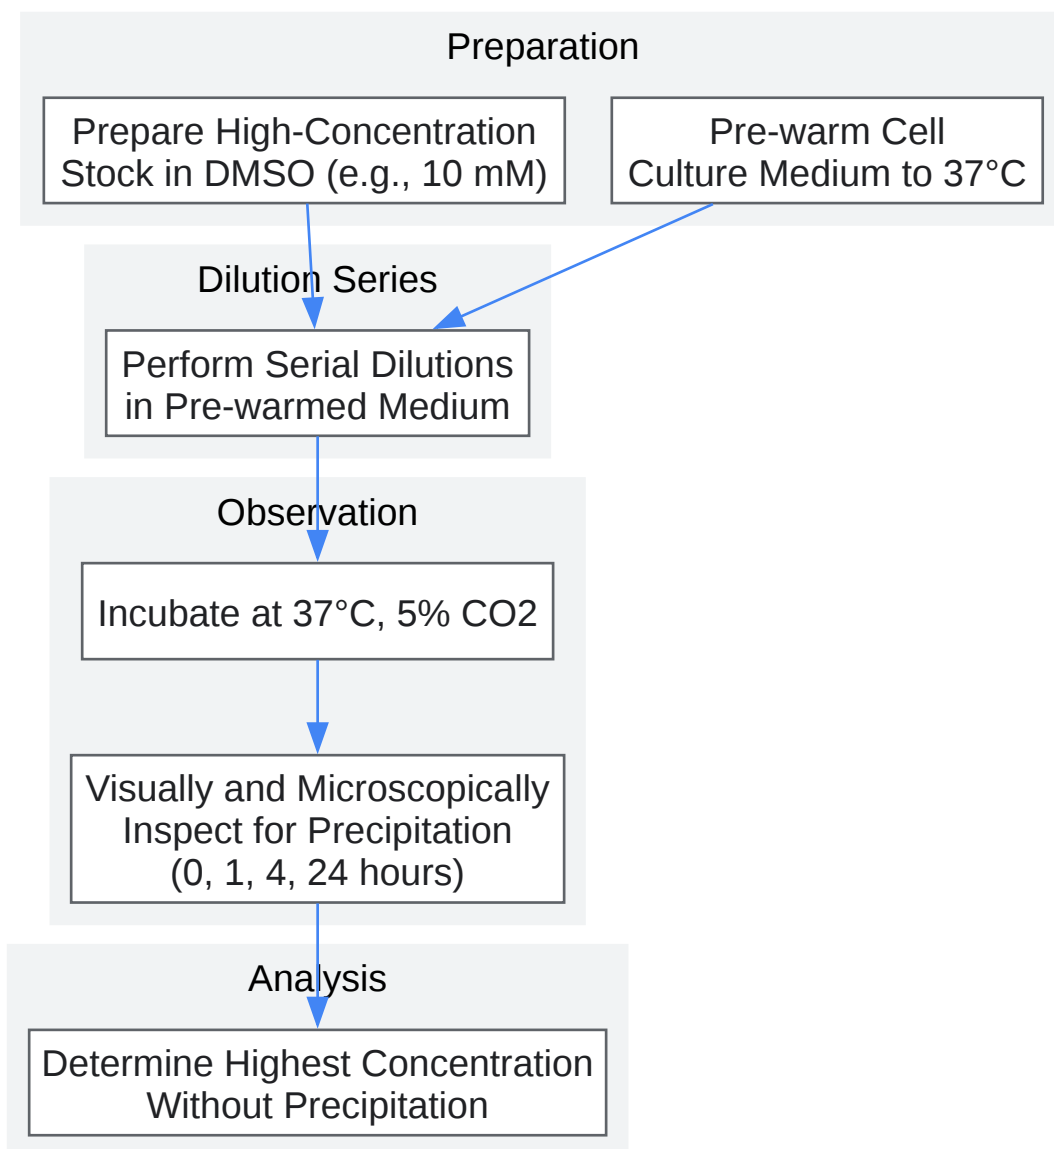 Preparation
Prepare High-Concentration
Stock in DMSO (e.g., 10 mM)
Pre-warm Cell
Culture Medium to 37°C
Dilution Series
Perform Serial Dilutions
in Pre-warmed Medium
Observation
Incubate at 37°C, 5% CO2
Visually and Microscopically
Inspect for Precipitation
(0, 1, 4, 24 hours)
Analysis
Determine Highest Concentration
Without Precipitation